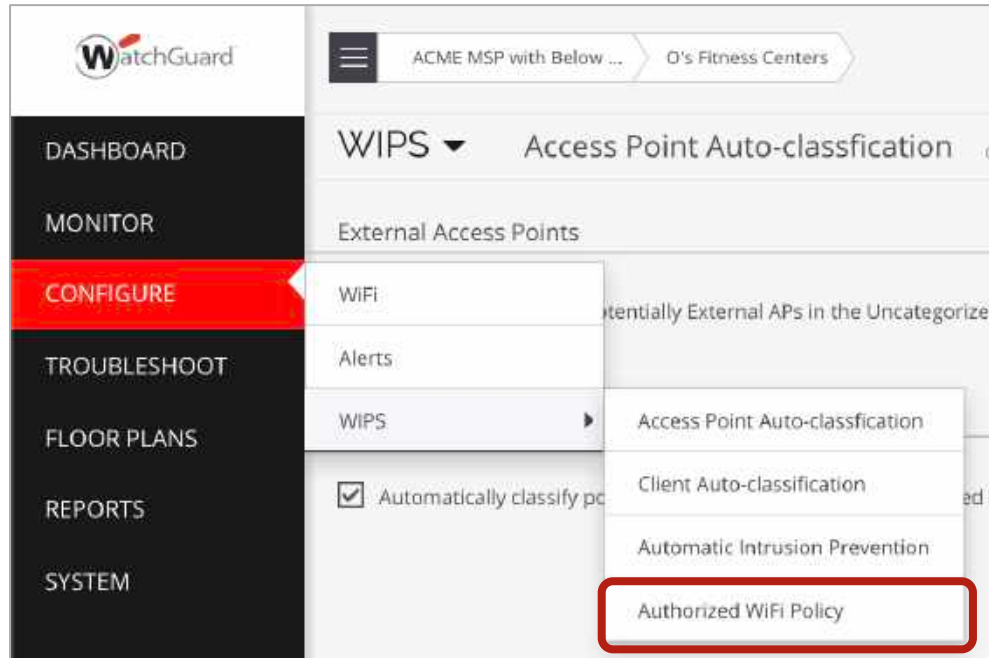 WatchGuard
ACME MSP with Below ...
O's Fitness Centers
DASHBOARD
MONITOR
CONFIGURE
TROUBLESHOOT
FLOOR PLANS
REPORTS
SYSTEM
WIPS
Access Point Auto-classfication
External Access Points
WiFi
Alerts
WIPS
tentially External APs in the Uncategorize
Automatically classify po
ed
Access Point Auto-classfication
Client Auto-classification
Automatic Intrusion Prevention
Authorized WiFi Policy